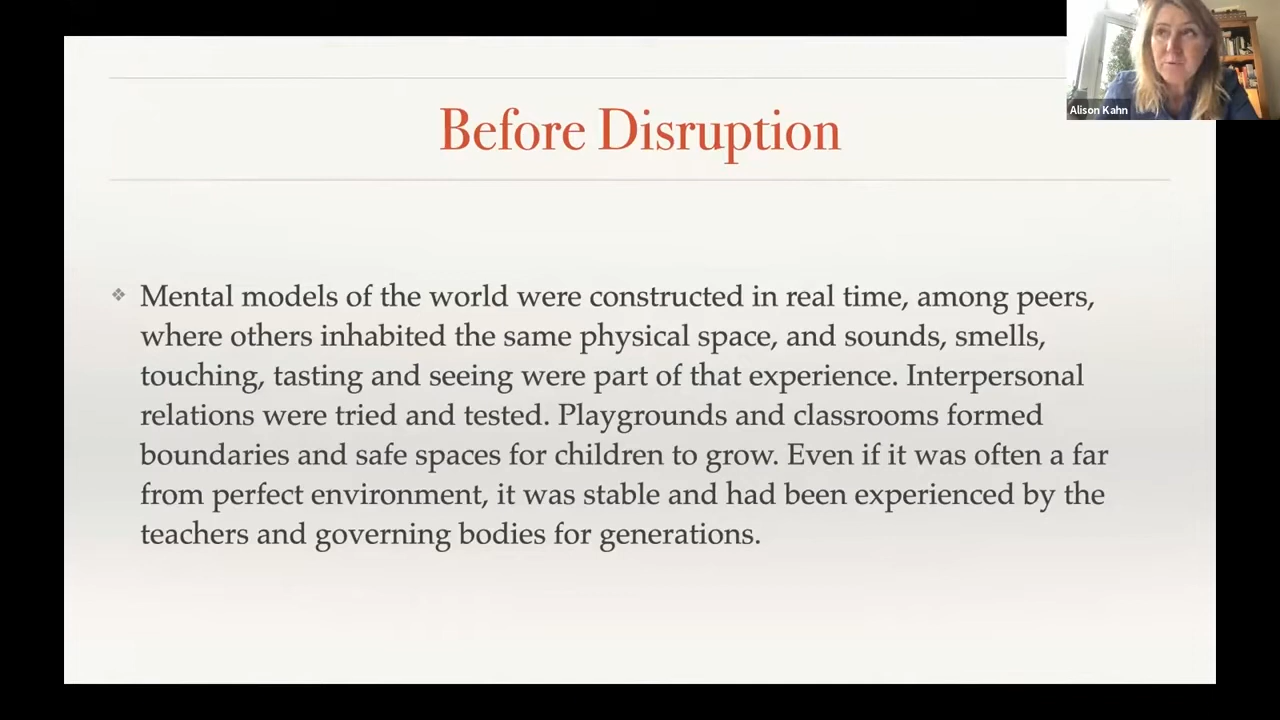 Before Disruption
Alison Kahn
❖ Mental models of the world were constructed in real time, among peers,
where others inhabited the same physical space, and sounds, smells,
touching, tasting and seeing were part of that experience. Interpersonal
relations were tried and tested. Playgrounds and classrooms formed
boundaries and safe spaces for children to grow. Even if it was often a far
from perfect environment, it was stable and had been experienced by the
teachers and governing bodies for generations.